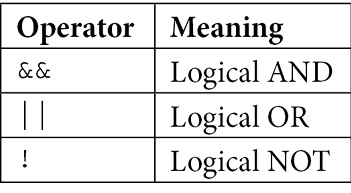 Operator Meaning
&& Logical AND
|| Logical OR
! Logical NOT